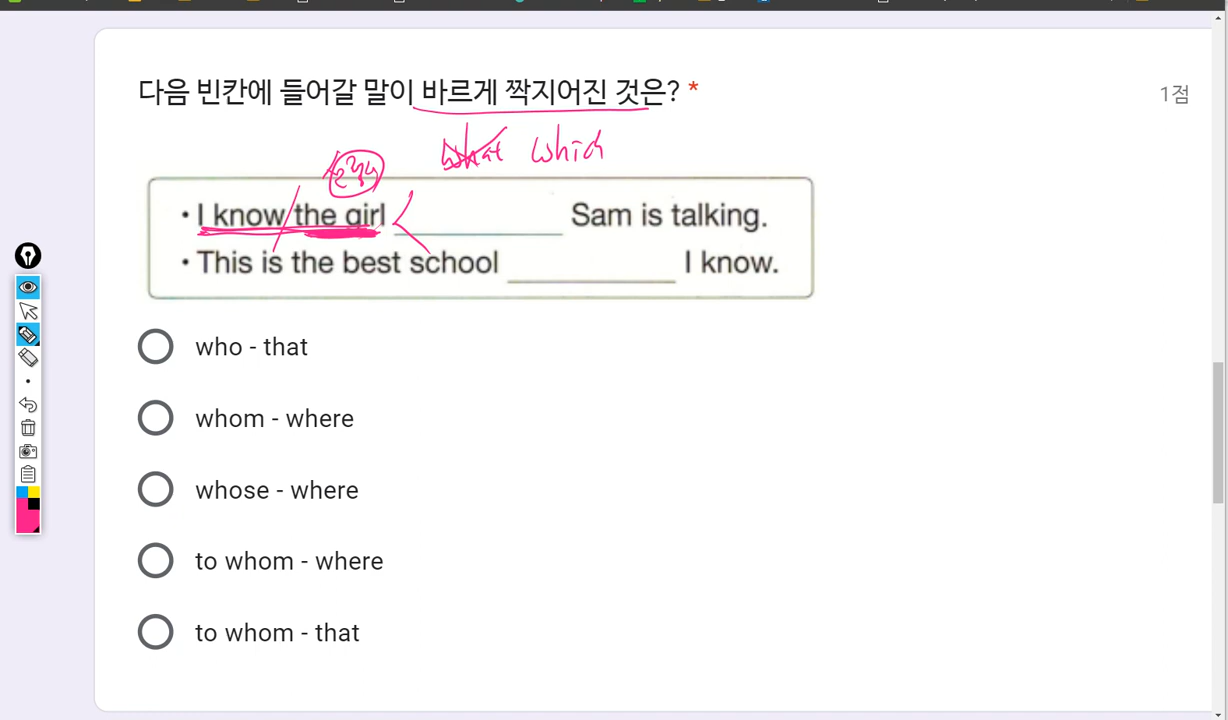 다음 빈칸에 들어갈 말이 바르게 짝지어진 것은? *
1점
which
• I know the girl __________ Sam is talking.
• This is the best school __________ I know.
who - that
whom - where
whose - where
to whom - where
to whom - that